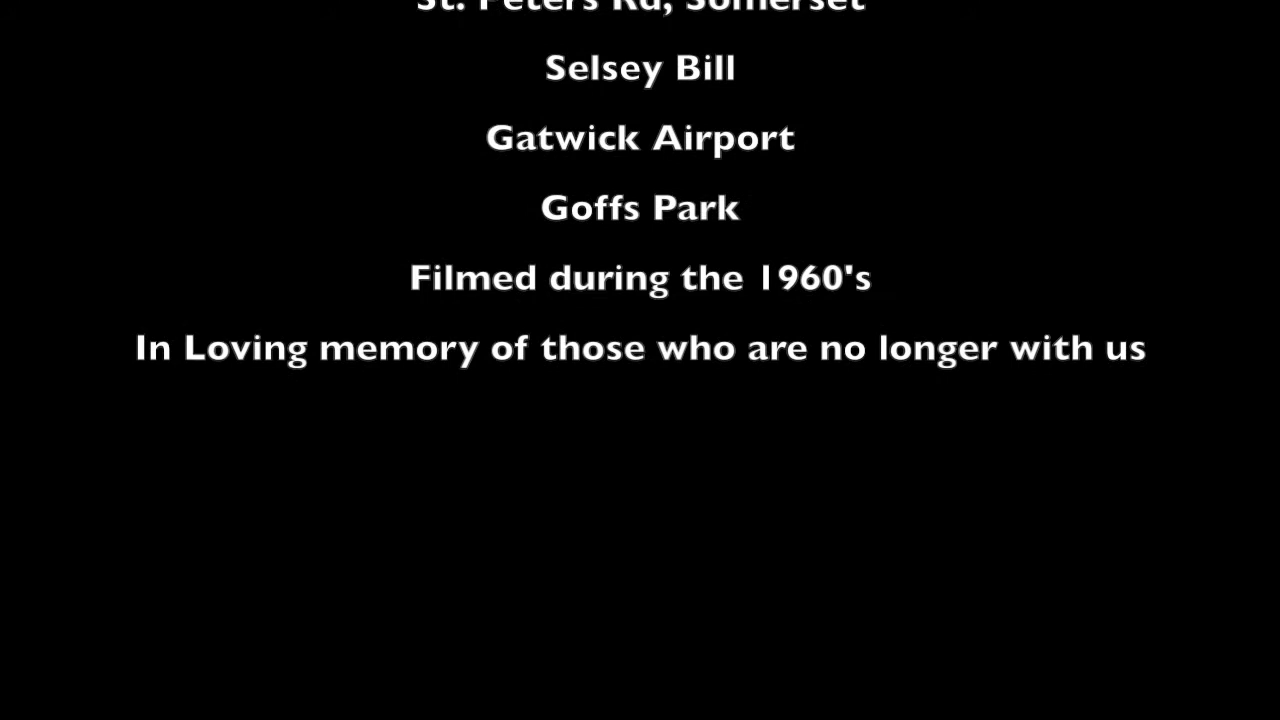 St. Peters Rd, Somerset
Selsey Bill
Gatwick Airport
Goffs Park
Filmed during the 1960's
In Loving memory of those who are no longer with us